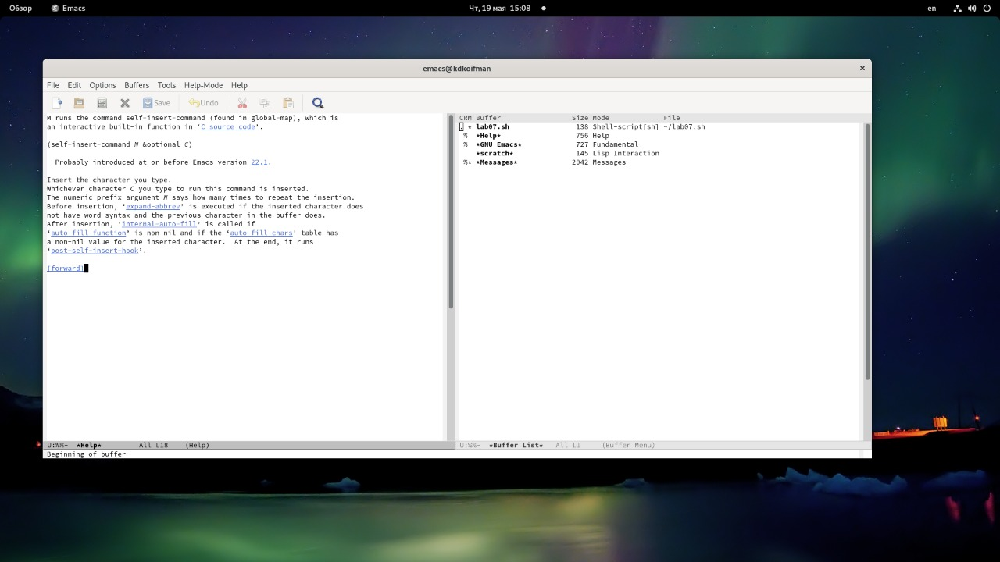 Обзор Emacs Чт, 19 мая 15:08 en
emacs@kdkoifman
File Edit Options Buffers Tools Help-Mode Help
Save Undo
M runs the command self-insert-command (found in global-map), which is
an interactive built-in function in ‘C source code’.
(self-insert-command N &optional C)
Probably introduced at or before Emacs version 22.1.
Insert the character you type.
Whichever character C you type to run this command is inserted.
The numeric prefix argument N says how many times to repeat the insertion.
Before insertion, ‘expand-abbrev’ is executed if the inserted character does
not have word syntax and the previous character in the buffer does.
After insertion, ‘internal-auto-fill’ is called if
‘auto-fill-function’ is non-nil and if the ‘auto-fill-chars’ table has
a non-nil value for the inserted character.  At the end, it runs
‘post-self-insert-hook’.
[forward]
U:%%-  *Help*         All L18    (Help)
Beginning of buffer
CRM Buffer Size Mode File
. * lab07.sh 138 Shell-script[sh] ~/lab07.sh
% *Help* 756 Help
% *GNU Emacs* 727 Fundamental
*scratch* 145 Lisp Interaction
%* *Messages* 2042 Messages
U:%%-  *Buffer List*   All L1     (Buffer Menu)